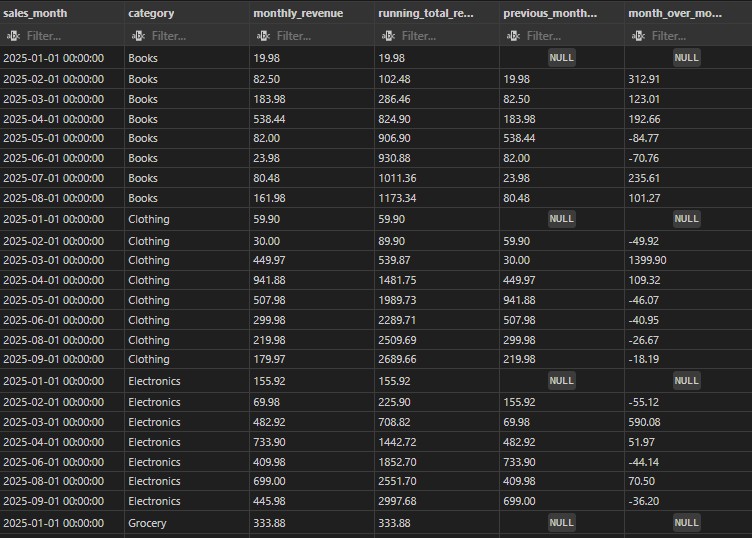 sales_month category monthly_revenue running_total_re... previous_month... month_over_mo...
abc Filter... abc Filter... abc Filter... abc Filter... abc Filter... abc Filter...
2025-01-01 00:00:00 Books 19.98 19.98 NULL NULL
2025-02-01 00:00:00 Books 82.50 102.48 19.98 312.91
2025-03-01 00:00:00 Books 183.98 286.46 82.50 123.01
2025-04-01 00:00:00 Books 538.44 824.90 183.98 192.66
2025-05-01 00:00:00 Books 82.00 906.90 538.44 -84.77
2025-06-01 00:00:00 Books 23.98 930.88 82.00 -70.76
2025-07-01 00:00:00 Books 80.48 1011.36 23.98 235.61
2025-08-01 00:00:00 Books 161.98 1173.34 80.48 101.27
2025-01-01 00:00:00 Clothing 59.90 59.90 NULL NULL
2025-02-01 00:00:00 Clothing 30.00 89.90 59.90 -49.92
2025-03-01 00:00:00 Clothing 449.97 539.87 30.00 1399.90
2025-04-01 00:00:00 Clothing 941.88 1481.75 449.97 109.32
2025-05-01 00:00:00 Clothing 507.98 1989.73 941.88 -46.07
2025-06-01 00:00:00 Clothing 299.98 2289.71 507.98 -40.95
2025-08-01 00:00:00 Clothing 219.98 2509.69 299.98 -26.67
2025-09-01 00:00:00 Clothing 179.97 2689.66 219.98 -18.19
2025-01-01 00:00:00 Electronics 155.92 155.92 NULL NULL
2025-02-01 00:00:00 Electronics 69.98 225.90 155.92 -55.12
2025-03-01 00:00:00 Electronics 482.92 708.82 69.98 590.08
2025-04-01 00:00:00 Electronics 733.90 1442.72 482.92 51.97
2025-06-01 00:00:00 Electronics 409.98 1852.70 733.90 -44.14
2025-08-01 00:00:00 Electronics 699.00 2551.70 409.98 70.50
2025-09-01 00:00:00 Electronics 445.98 2997.68 699.00 -36.20
2025-01-01 00:00:00 Grocery 333.88 333.88 NULL NULL